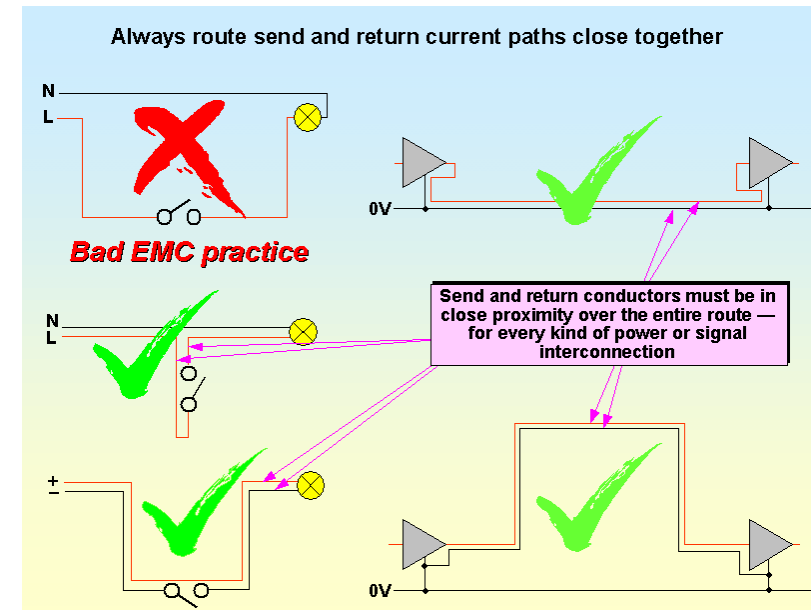 Always route send and return current paths close together
N
L
0V
Bad EMC practice
Send and return conductors must be in
close proximity over the entire route —
for every kind of power or signal
interconnection
N
L
+
−
0V